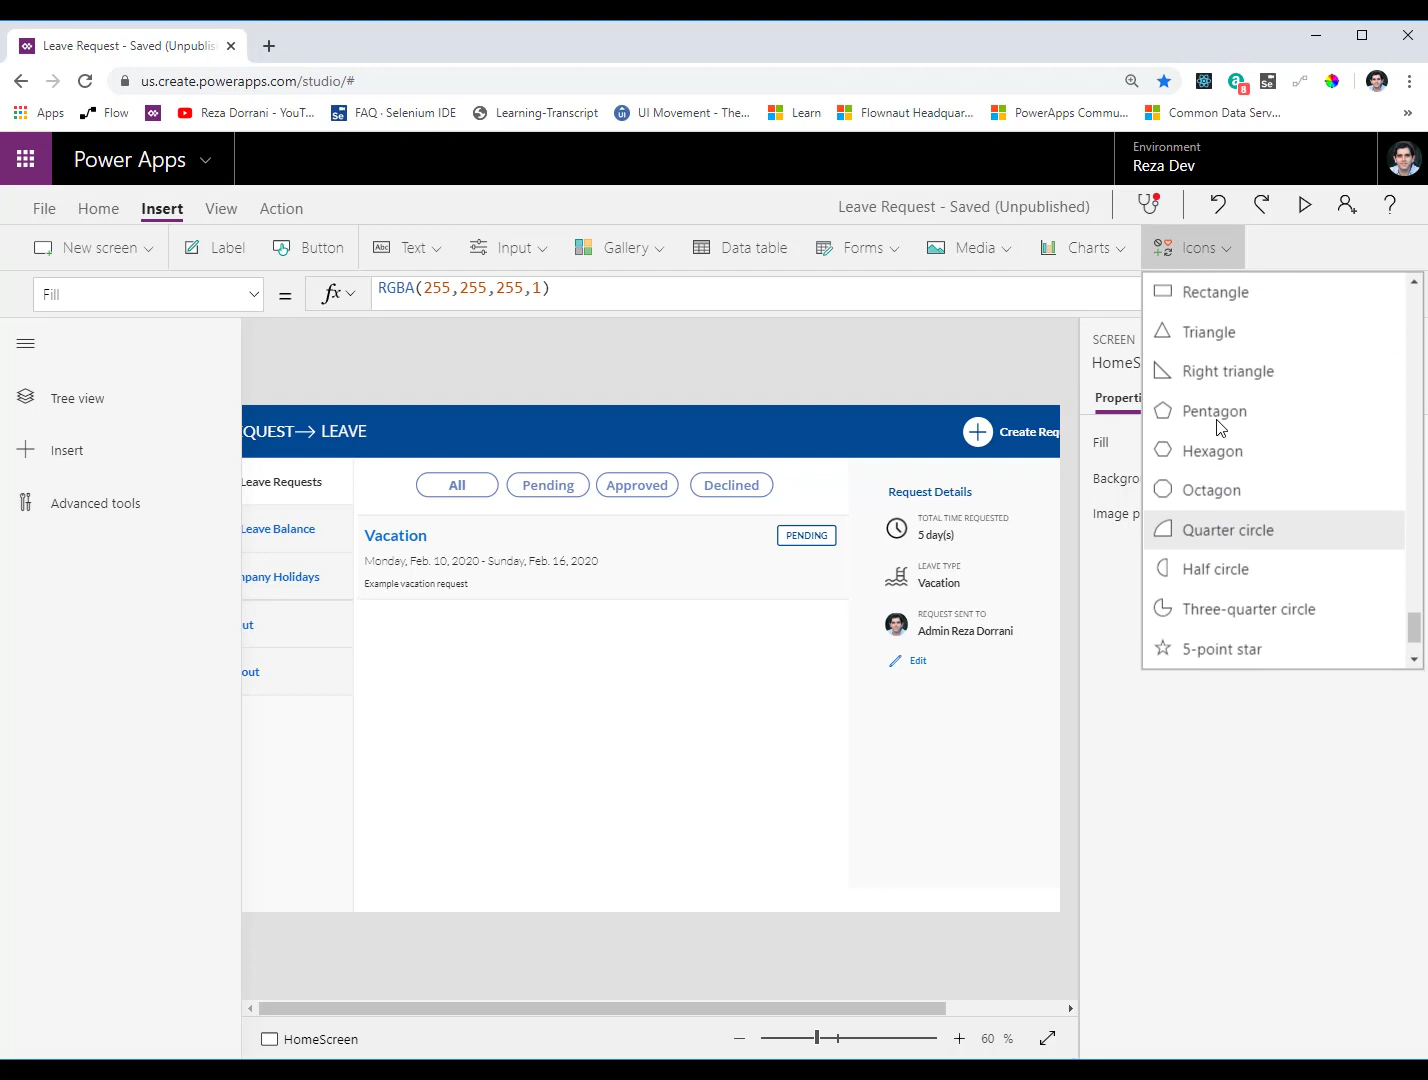 Leave Request - Saved (Unpublis
us.create.powerapps.com/studio/#
8
Apps
Flow
Reza Dorrani - YouT...
Se
FAQ · Selenium IDE
Learning-Transcript
UI Movement - The...
Learn
Flownaut Headquar...
PowerApps Commu...
Common Data Serv...
»
Power Apps
Environment
Reza Dev
File
Home
Insert
View
Action
Leave Request - Saved (Unpublished)
?
New screen
Label
Button
Abc
Text
Input
Gallery
Data table
Forms
Media
Charts
Icons
Fill
=
fx
RGBA(255,255,255,1)
Rectangle
Triangle
Right triangle
Pentagon
Hexagon
Octagon
Quarter circle
Half circle
Three-quarter circle
5-point star
Tree view
Insert
Advanced tools
SCREEN
HomeS
Properti
Fill
Backgro
Image p
QUEST→ LEAVE
Create Req
Leave Requests
Leave Balance
npany Holidays
ut
out
All
Pending
Approved
Declined
Vacation
PENDING
Monday, Feb. 10, 2020 - Sunday, Feb. 16, 2020
Example vacation request
Request Details
TOTAL TIME REQUESTED
5 day(s)
LEAVE TYPE
Vacation
REQUEST SENT TO
Admin Reza Dorrani
Edit
HomeScreen
60 %